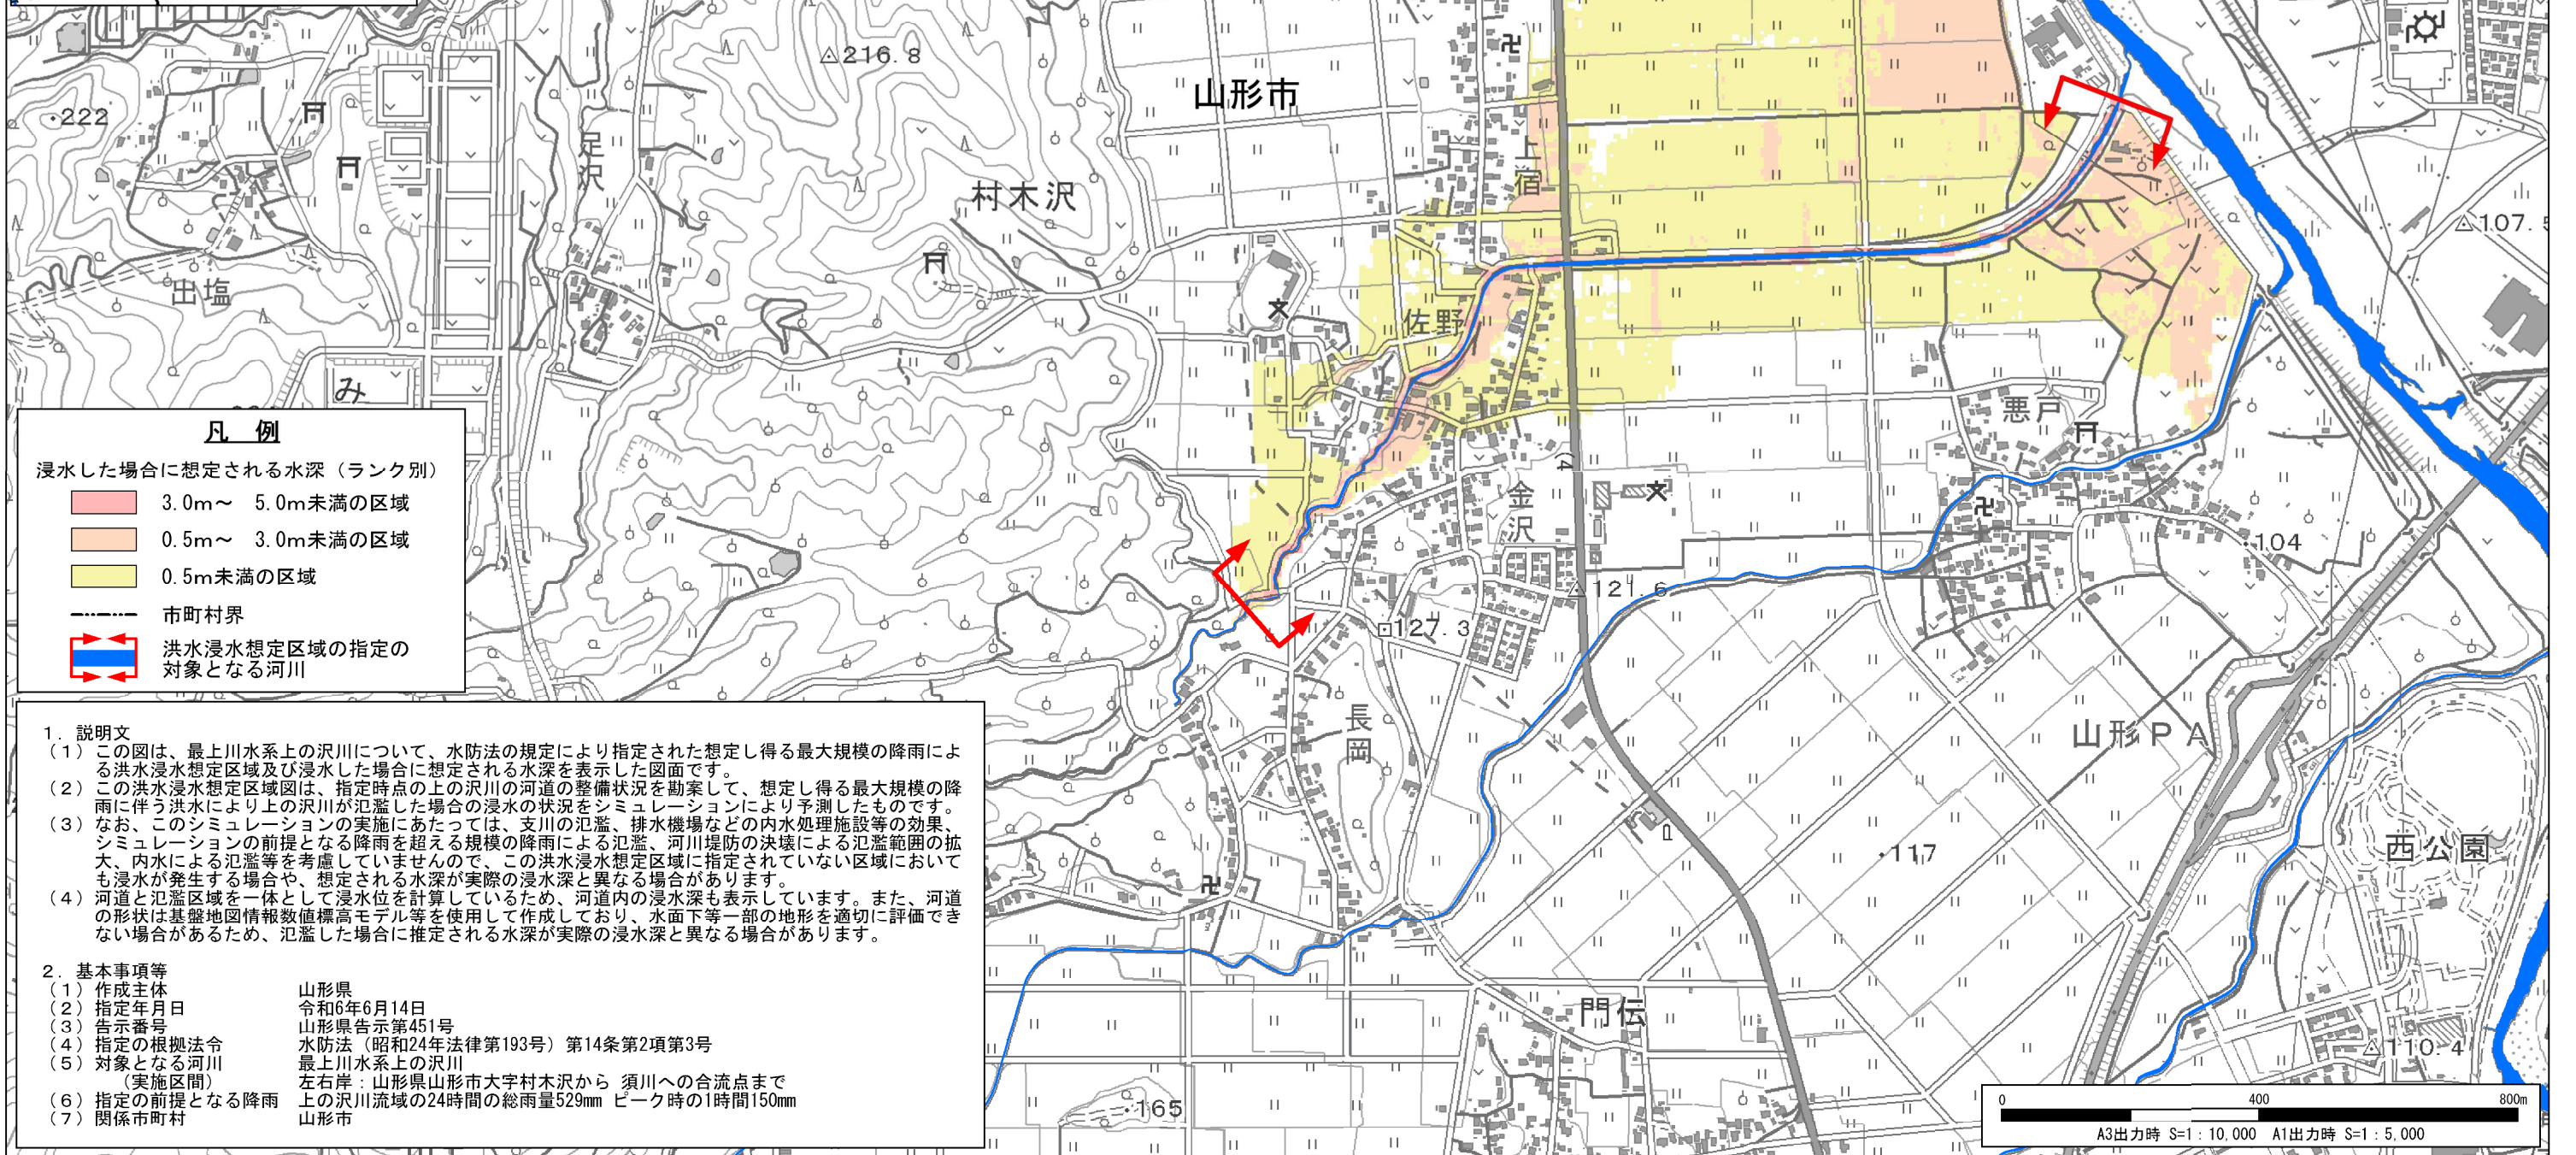 216.8
山形市
222
足沢
村木沢
上宿
107.5
出塩
佐野
み
悪戸
凡　例
浸水した場合に想定される水深（ランク別）
3.0m～　5.0m未満の区域
0.5m～　3.0m未満の区域
0.5m未満の区域
市町村界
洪水浸水想定区域の指定の
対象となる河川
(4
金沢
104
121.6
127.3
長岡
山形ＰＡ
1．説明文
（1）この図は、最上川水系上の沢川について、水防法の規定により指定された想定し得る最大規模の降雨によ
る洪水浸水想定区域及び浸水した場合に想定される水深を表示した図面です。
（2）この洪水浸水想定区域図は、指定時点の上の沢川の河道の整備状況を勘案して、想定し得る最大規模の降
雨に伴う洪水により上の沢川が氾濫した場合の浸水の状況をシミュレーションにより予測したものです。
（3）なお、このシミュレーションの実施にあたっては、支川の氾濫、排水機場などの内水処理施設等の効果、
シミュレーションの前提となる降雨を超える規模の降雨による氾濫、河川堤防の決壊による氾濫範囲の拡
大、内水による氾濫等を考慮していませんので、この洪水浸水想定区域に指定されていない区域において
も浸水が発生する場合や、想定される水深が実際の浸水深と異なる場合があります。
（4）河道と氾濫区域を一体として浸水位を計算しているため、河道内の浸水深も表示しています。また、河道
の形状は基盤地図情報数値標高モデル等を使用して作成しており、水面下等一部の地形を適切に評価でき
ない場合があるため、氾濫した場合に推定される水深が実際の浸水深と異なる場合があります。
2．基本事項等
（1）作成主体　山形県
（2）指定年月日　令和6年6月14日
（3）告示番号　山形県告示第451号
（4）指定の根拠法令　水防法（昭和24年法律第193号）第14条第2項第3号
（5）対象となる河川　最上川水系上の沢川
（実施区間）　左右岸：山形県山形市大字村木沢から 須川への合流点まで
（6）指定の前提となる降雨　上の沢川流域の24時間の総雨量529mm ピーク時の1時間150mm
（7）関係市町村　山形市
117
西公園
門伝
110.4
165
0 400 800m
A3出力時 S=1：10,000 A1出力時 S=1：5,000